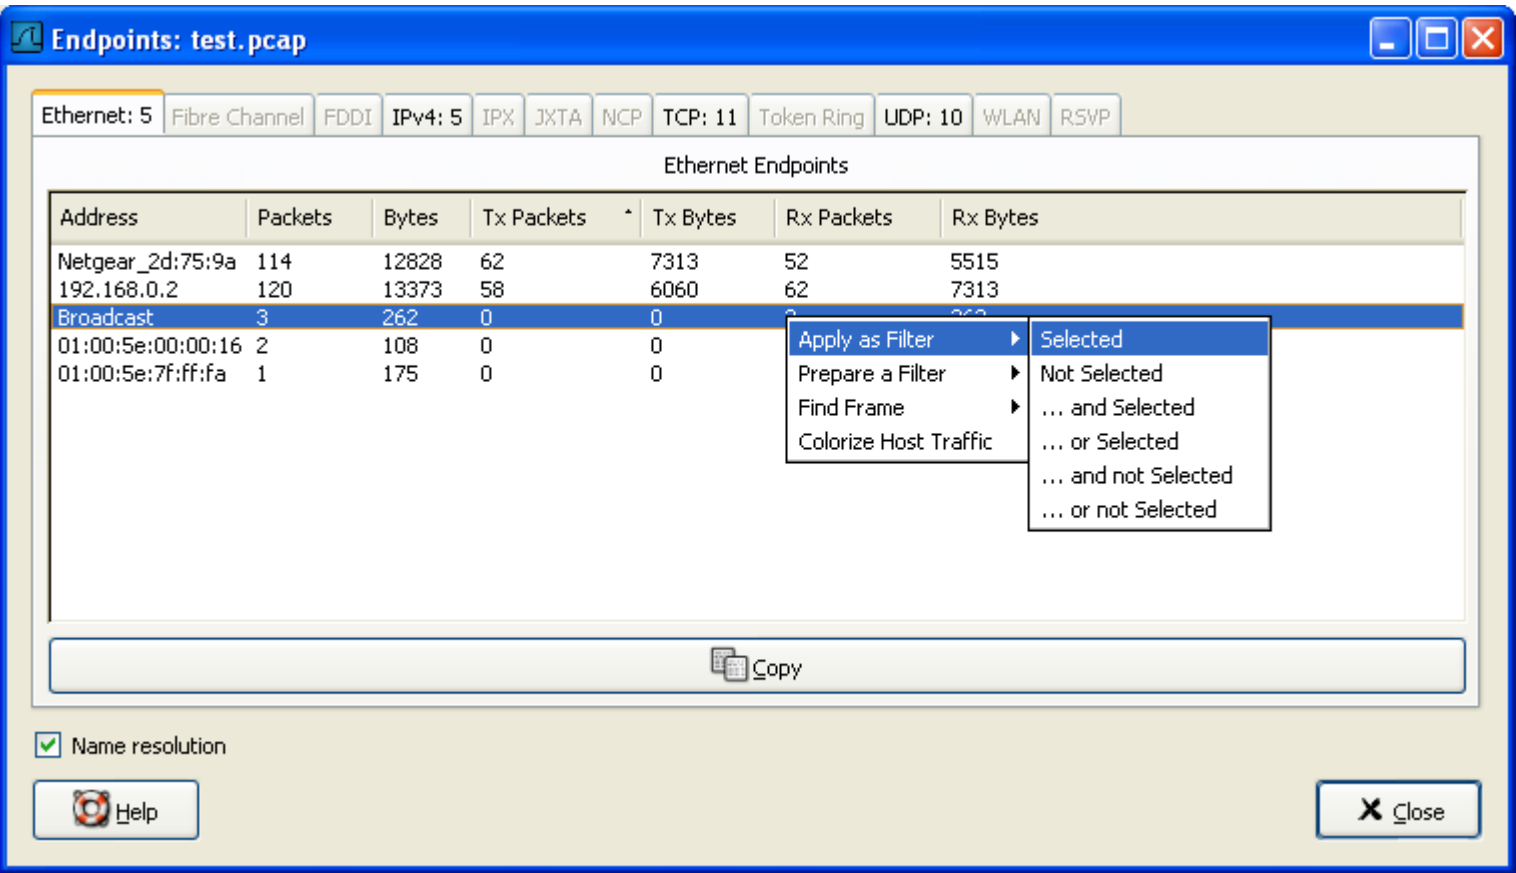 Endpoints: test.pcap
Ethernet: 5 Fibre Channel FDDI IPv4: 5 IPX JXTA NCP TCP: 11 Token Ring UDP: 10 WLAN RSVP
Ethernet Endpoints
Address Packets Bytes Tx Packets Tx Bytes Rx Packets Rx Bytes
Netgear_2d:75:9a 114 12828 62 7313 52 5515
192.168.0.2 120 13373 58 6060 62 7313
Broadcast 3 262 0 0
01:00:5e:00:00:16 2 108 0 0
01:00:5e:7f:ff:fa 1 175 0 0
Apply as Filter
Prepare a Filter
Find Frame
Colorize Host Traffic
Selected
Not Selected
... and Selected
... or Selected
... and not Selected
... or not Selected
Copy
Name resolution
Help
Close